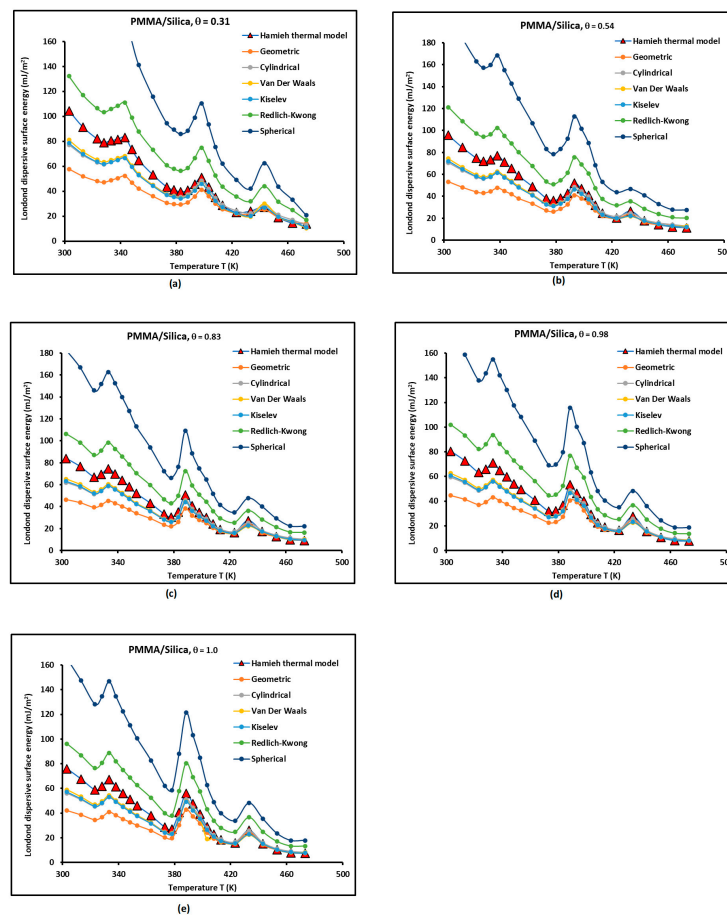 PMMA/Silica, θ = 0.31
Londond dispersive surface energy (mJ/m²)
180
160
140
120
100
80
60
40
20
0
Hamieh thermal model
Geometric
Cylindrical
Van Der Waals
Kiselev
Redlich-Kwong
Spherical
300 340 380 420 460 500
Temperature T (K)
(a)
PMMA/Silica, θ = 0.54
Londond dispersive surface energy (mJ/m²)
180
160
140
120
100
80
60
40
20
0
Hamieh thermal model
Geometric
Cylindrical
Van Der Waals
Kiselev
Redlich-Kwong
Spherical
300 340 380 420 460 500
Temperature T (K)
(b)
PMMA/Silica, θ = 0.83
Londond dispersive surface energy (mJ/m²)
180
160
140
120
100
80
60
40
20
0
Hamieh thermal model
Geometric
Cylindrical
Van Der Waals
Kiselev
Redlich-Kwong
Spherical
300 340 380 420 460 500
Temperature T (K)
(c)
PMMA/Silica, θ = 0.98
Londond dispersive surface energy (mJ/m²)
160
140
120
100
80
60
40
20
0
Hamieh thermal model
Geometric
Cylindrical
Van Der Waals
Kiselev
Redlich-Kwong
Spherical
300 340 380 420 460 500
Temperature T (K)
(d)
PMMA/Silica, θ = 1.0
Londond dispersive surface energy (mJ/m²)
160
140
120
100
80
60
40
20
0
Hamieh thermal model
Geometric
Cylindrical
Van Der Waals
Kiselev
Redlich-Kwong
Spherical
300 340 380 420 460 500
Temperature T (K)
(e)